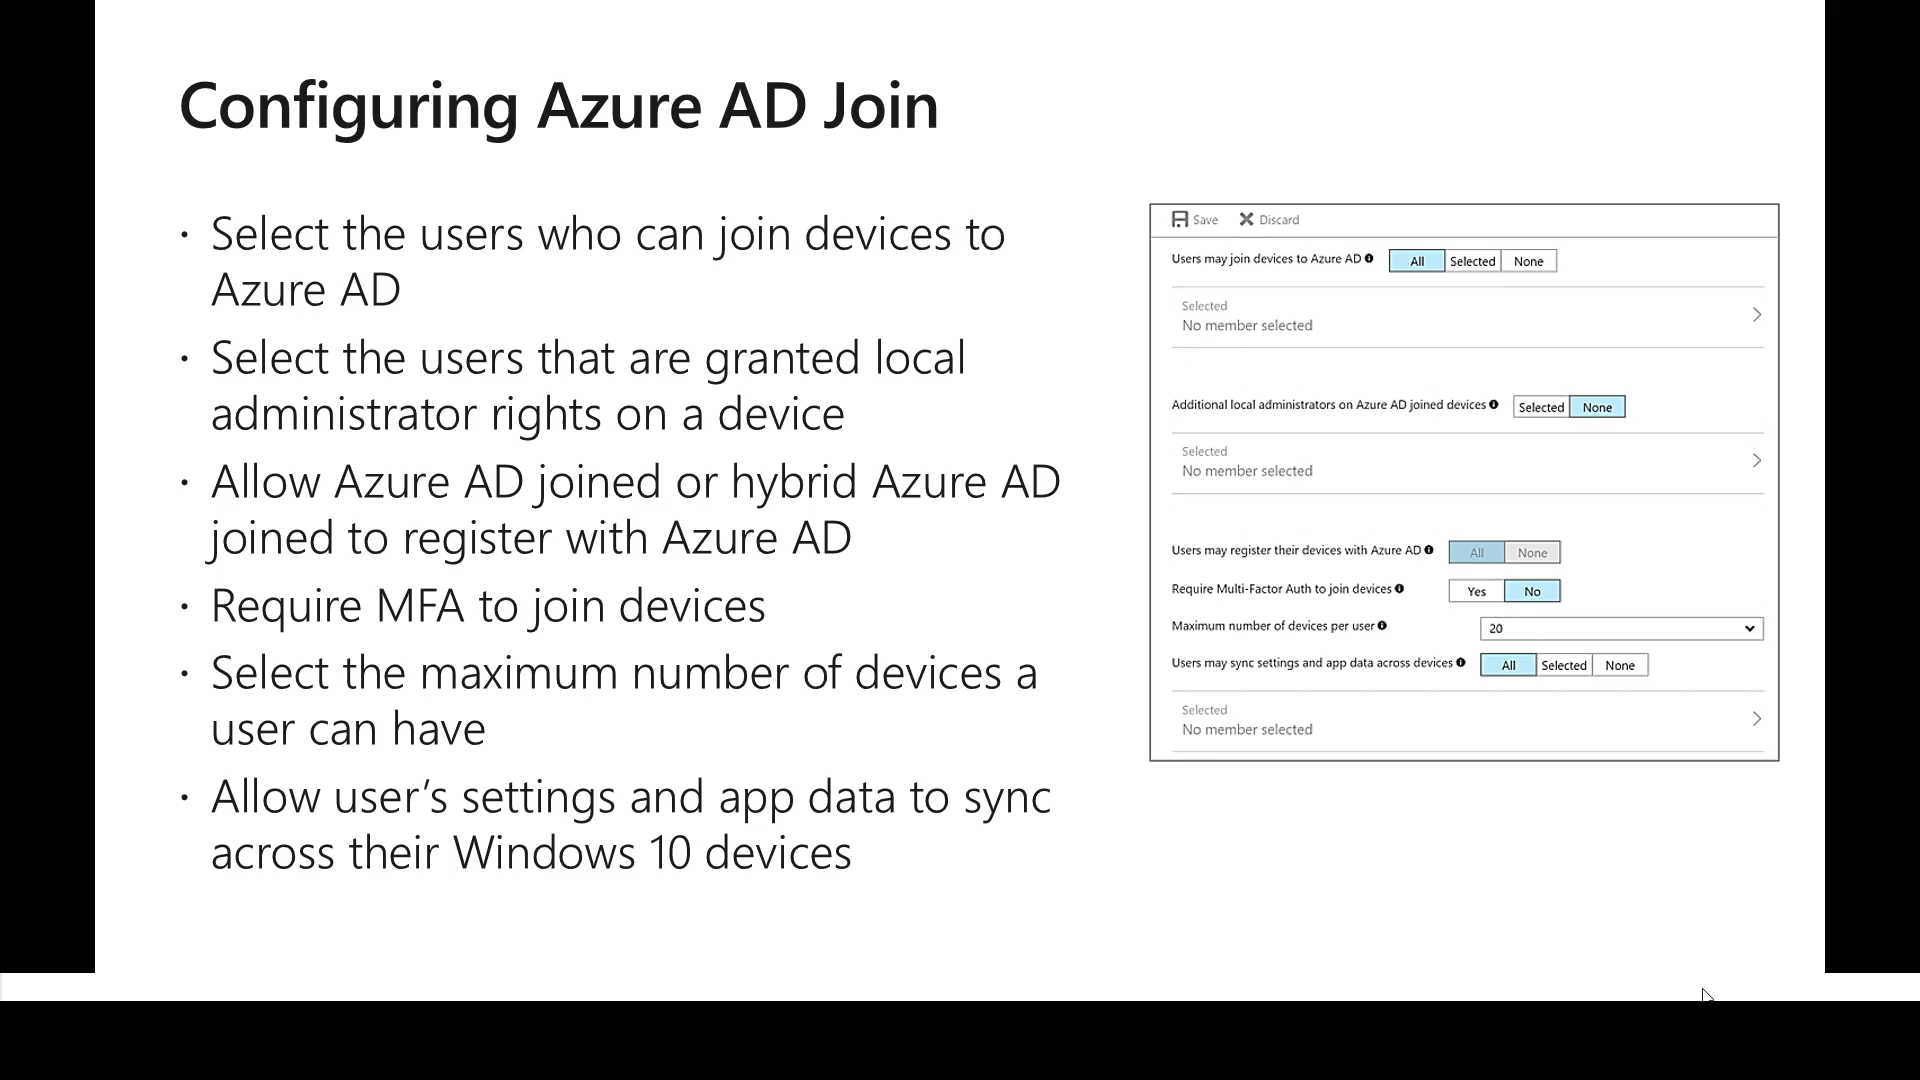 Configuring Azure AD Join
· Select the users who can join devices to
Azure AD
· Select the users that are granted local
administrator rights on a device
· Allow Azure AD joined or hybrid Azure AD
joined to register with Azure AD
· Require MFA to join devices
· Select the maximum number of devices a
user can have
· Allow user’s settings and app data to sync
across their Windows 10 devices
Save Discard
Users may join devices to Azure AD All Selected None
Selected
No member selected
Additional local administrators on Azure AD joined devices Selected None
Selected
No member selected
Users may register their devices with Azure AD All None
Require Multi-Factor Auth to join devices Yes No
Maximum number of devices per user 20
Users may sync settings and app data across devices All Selected None
Selected
No member selected